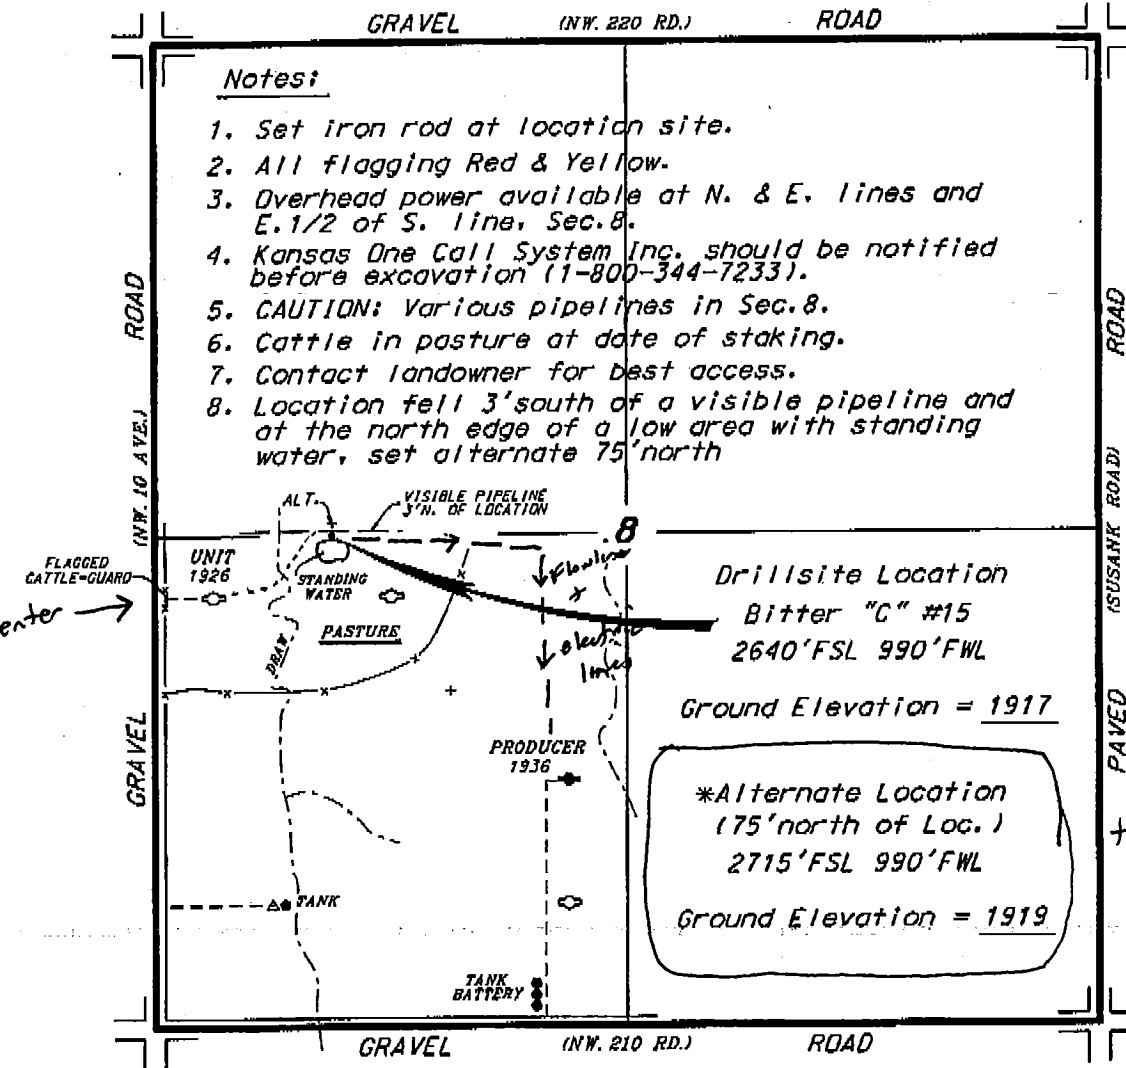 GRAVEL (NW. 220 RD.) ROAD
Notes:
1. Set iron rod at location site.
2. All flagging Red & Yellow.
3. Overhead power available at N. & E. lines and
E.1/2 of S. line, Sec.8.
4. Kansas One Call System Inc. should be notified
before excavation (1-800-344-7233).
5. CAUTION: Various pipelines in Sec.8.
6. Cattle in pasture at date of staking.
7. Contact landowner for best access.
8. Location fell 3'south of a visible pipeline and
at the north edge of a low area with standing
water, set alternate 75'north
ROAD
(NW. 10 AVE.)
GRAVEL
ROAD
(SUSANK ROAD)
PAVED
ALT.
VISIBLE PIPELINE
3'N. OF LOCATION
8
UNIT
1926
FLAGGED
CATTLE-GUARD
enter
STANDING
WATER
PASTURE
DRAW
Flowline
electric
lines
Drillsite Location
Bitter "C" #15
2640'FSL 990'FWL
Ground Elevation = 1917
PRODUCER
1936
*Alternate Location
(75'north of Loc.)
2715'FSL 990'FWL
Ground Elevation = 1919
TANK
TANK
BATTERY
GRAVEL (NW. 210 RD.) ROAD